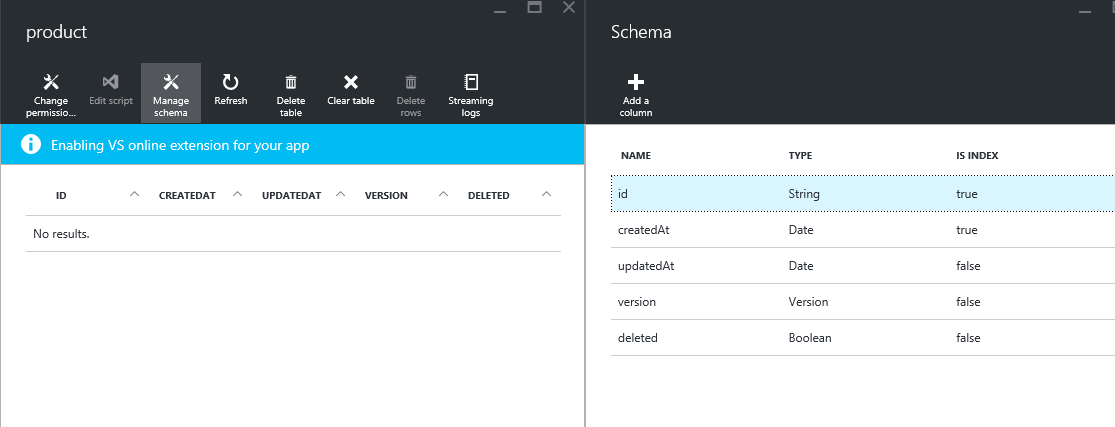 product
Change permissio...
Edit script
Manage schema
Refresh
Delete table
Clear table
Delete rows
Streaming logs
Enabling VS online extension for your app
ID CREATEDAT UPDATEDAT VERSION DELETED
No results.
Schema
Add a column
NAME TYPE IS INDEX
id String true
createdAt Date true
updatedAt Date false
version Version false
deleted Boolean false